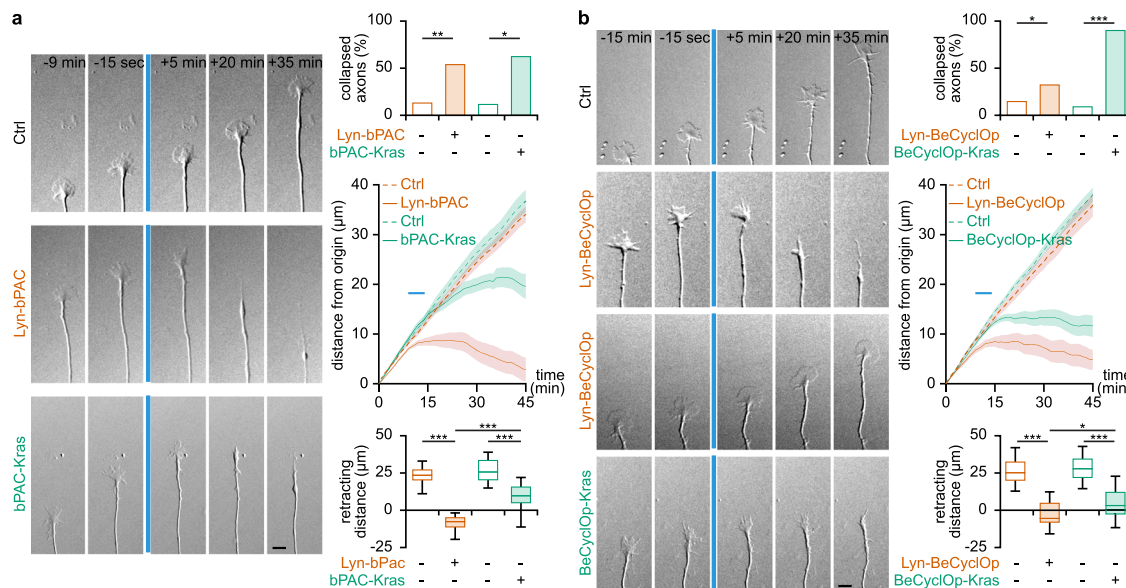 a
-9 min
-15 sec
+5 min
+20 min
+35 min
Ctrl
Lyn-bPAC
bPAC-Kras
collapsed
axons (%)
100
50
0
**
*
- + - -
Lyn-bPAC
- - - +
bPAC-Kras
distance from origin (µm)
40
30
20
10
0
Ctrl
Lyn-bPAC
Ctrl
bPAC-Kras
0 15 30 45
time
(min)
retracting
distance (µm)
50
25
0
-25
***
***
***
- + - -
Lyn-bPac
- - - +
bPAC-Kras
b
-15 min
-15 sec
+5 min
+20 min
+35 min
Ctrl
Lyn-BeCyclOp
Lyn-BeCyclOp
BeCyclOp-Kras
collapsed
axons (%)
100
50
0
*
***
- + - -
Lyn-BeCyclOp
- - - +
BeCyclOp-Kras
distance from origin (µm)
40
30
20
10
0
Ctrl
Lyn-BeCyclOp
Ctrl
BeCyclOp-Kras
0 15 30 45
time
(min)
retracting
distance (µm)
50
25
0
-25
*
***
***
- + - -
Lyn-BeCyclOp
- - - +
BeCyclOp-Kras